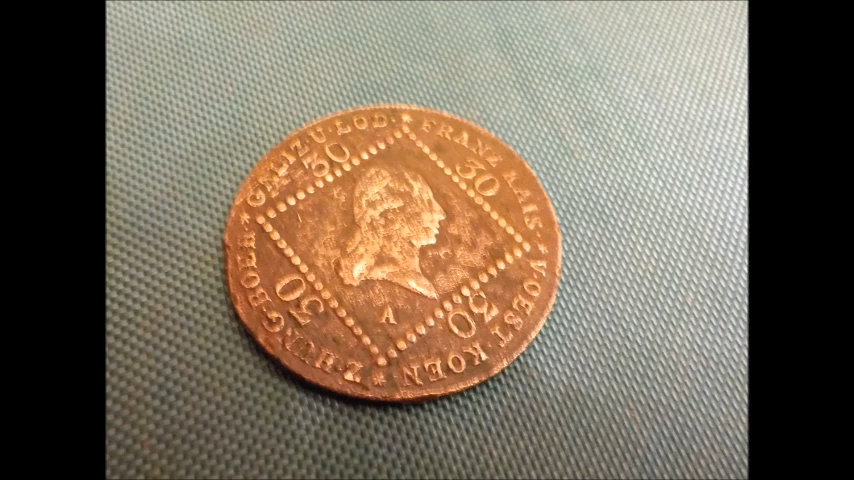 * FRANZ KAIS ·
* V·OEST·KOEN
* Z·HUNG·BOEH·
* GALIZ·U·LOD·
30
30
30
30
A